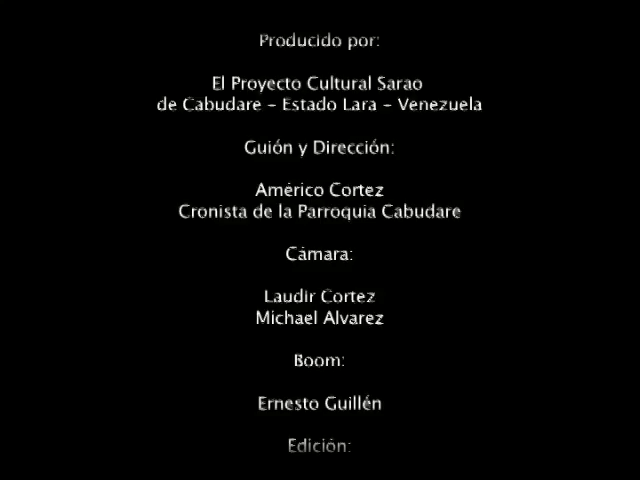 Producido por:
El Proyecto Cultural Sarao
de Cabudare - Estado Lara - Venezuela
Guión y Dirección:
Américo Cortez
Cronista de la Parroquia Cabudare
Cámara:
Laudir Cortez
Michael Alvarez
Boom:
Ernesto Guillén
Edición: